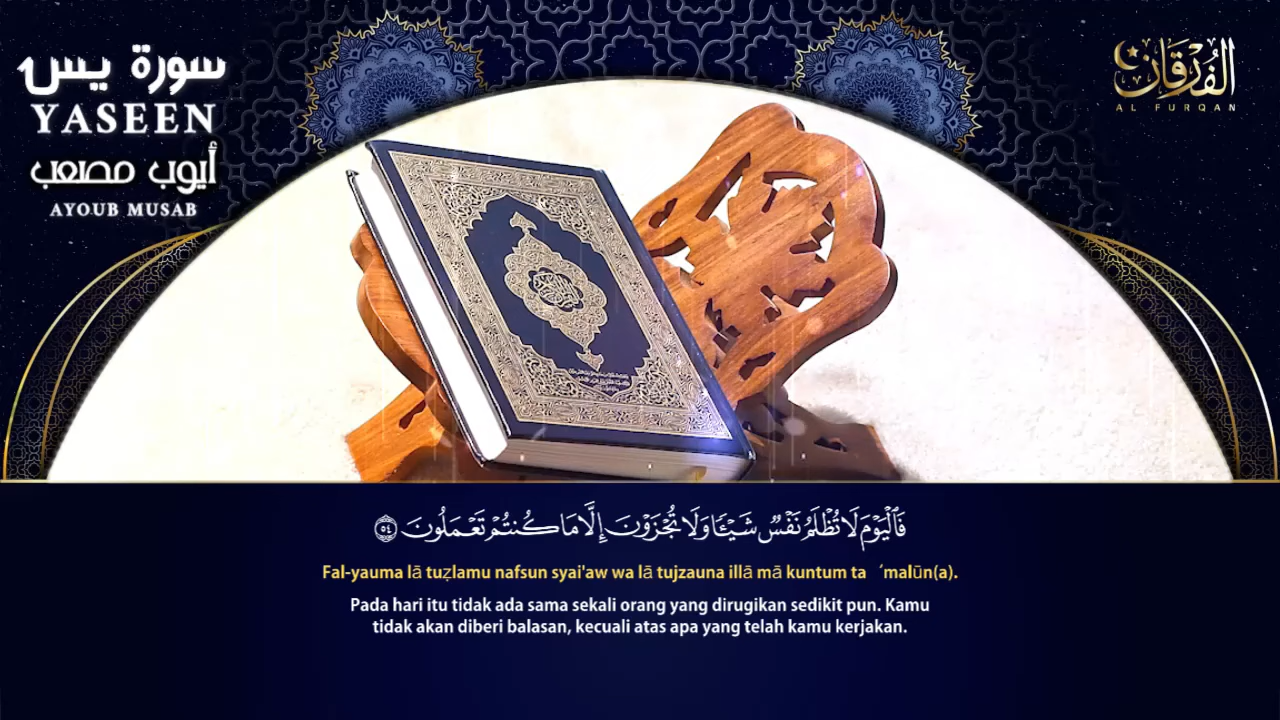 سورة يس
YASEEN
أيوب مصعب
AYOUB MUSAB
الفرقان
AL FURQAN
فَٱلْيَوْمَ لَا تُظْلَمُ نَفْسٌ شَيْـًٔا وَلَا تُجْزَوْنَ إِلَّا مَا كُنتُمْ تَعْمَلُونَ ٥٤
Fal-yauma lā tuẓlamu nafsun syai'aw wa lā tujzauna illā mā kuntum ta ‘malūn(a).
Pada hari itu tidak ada sama sekali orang yang dirugikan sedikit pun. Kamu
tidak akan diberi balasan, kecuali atas apa yang telah kamu kerjakan.